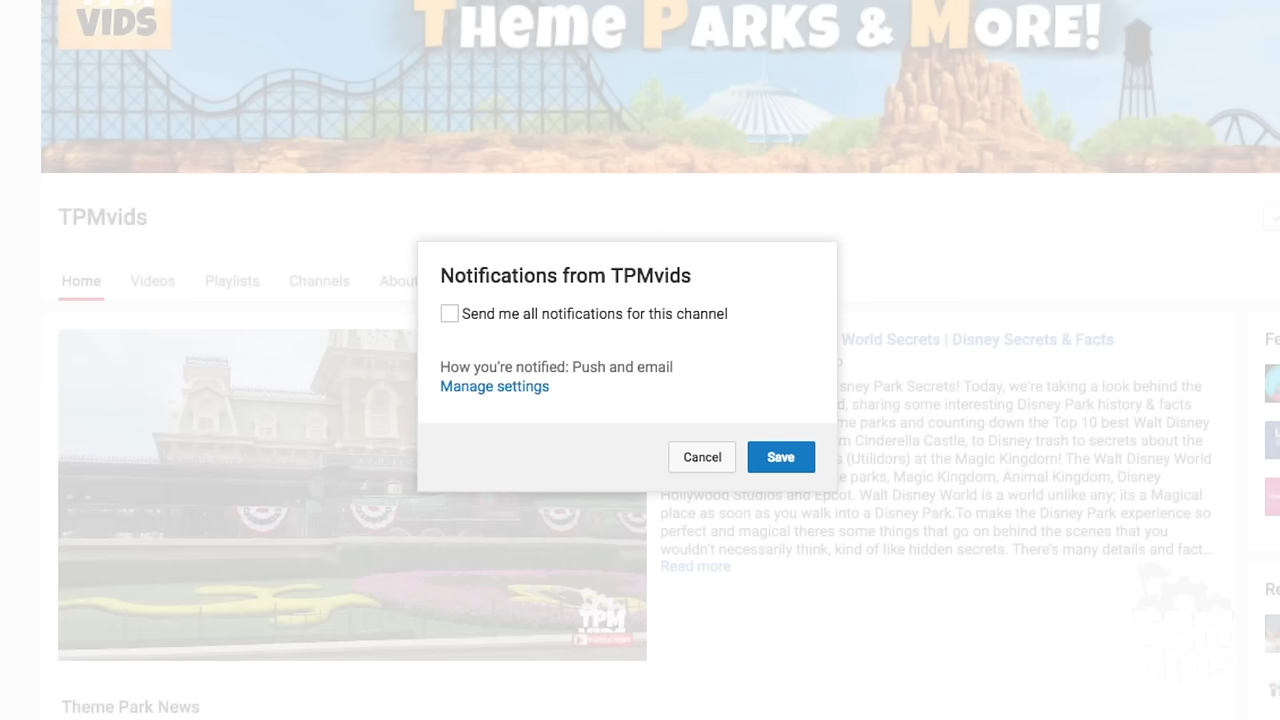 VIDS
Theme Parks & More!
TPMvids
Home
Videos
Playlists
Channels
About
Notifications from TPMvids
Send me all notifications for this channel
How you're notified: Push and email
Manage settings
Cancel
Save
World Secrets | Disney Secrets & Facts
sney Park Secrets! Today, we're taking a look behind the
d, sharing some interesting Disney Park history & facts
me parks and counting down the Top 10 best Walt Disney
m Cinderella Castle, to Disney trash to secrets about the
s (Utilidors) at the Magic Kingdom! The Walt Disney World
e parks, Magic Kingdom, Animal Kingdom, Disney
Hollywood Studios and Epcot. Walt Disney World is a world unlike any; its a Magical
place as soon as you walk into a Disney Park.To make the Disney Park experience so
perfect and magical theres some things that go on behind the scenes that you
wouldn't necessarily think, kind of like hidden secrets. There's many details and fact...
Read more
Fe
Re
TPM
VIDS
TPM
VIDS
Theme Park News